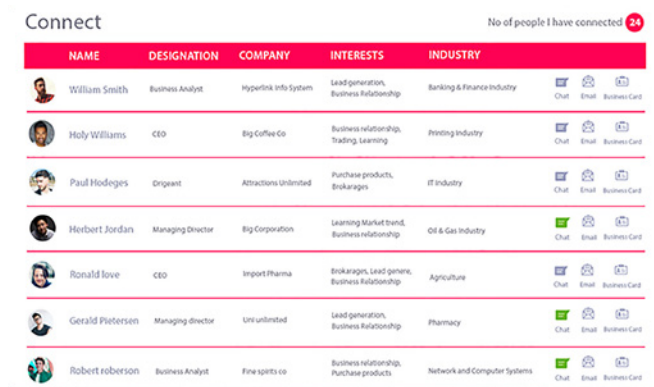 Connect
No of people I have connected 24
NAME DESIGNATION COMPANY INTERESTS INDUSTRY
William Smith Business Analyst Hyperlink Info System Lead generation, Business Relationship Banking & Finance Industry Chat Email Business Card
Holy Williams CEO Big Coffee Co Business relationship, Trading, Learning Printing Industry Chat Email Business Card
Paul Hodeges Dirigeant Attractions Unlimited Purchase products, Brokarages IT Industry Chat Email Business Card
Herbert Jordan Managing Director Big Corporation Learning Market trend, Business relationship Oil & Gas Industry Chat Email Business Card
Ronald love CEO Import Pharma Brokarages, Lead genere, Business Relationship Agriculture Chat Email Business Card
Gerald Pietersen Managing director Uni unlimited Lead generation, Business Relationship Pharmacy Chat Email Business Card
Robert roberson Business Analyst Fine spirits co Business relationship, Purchase products Network and Computer Systems Chat Email Business Card